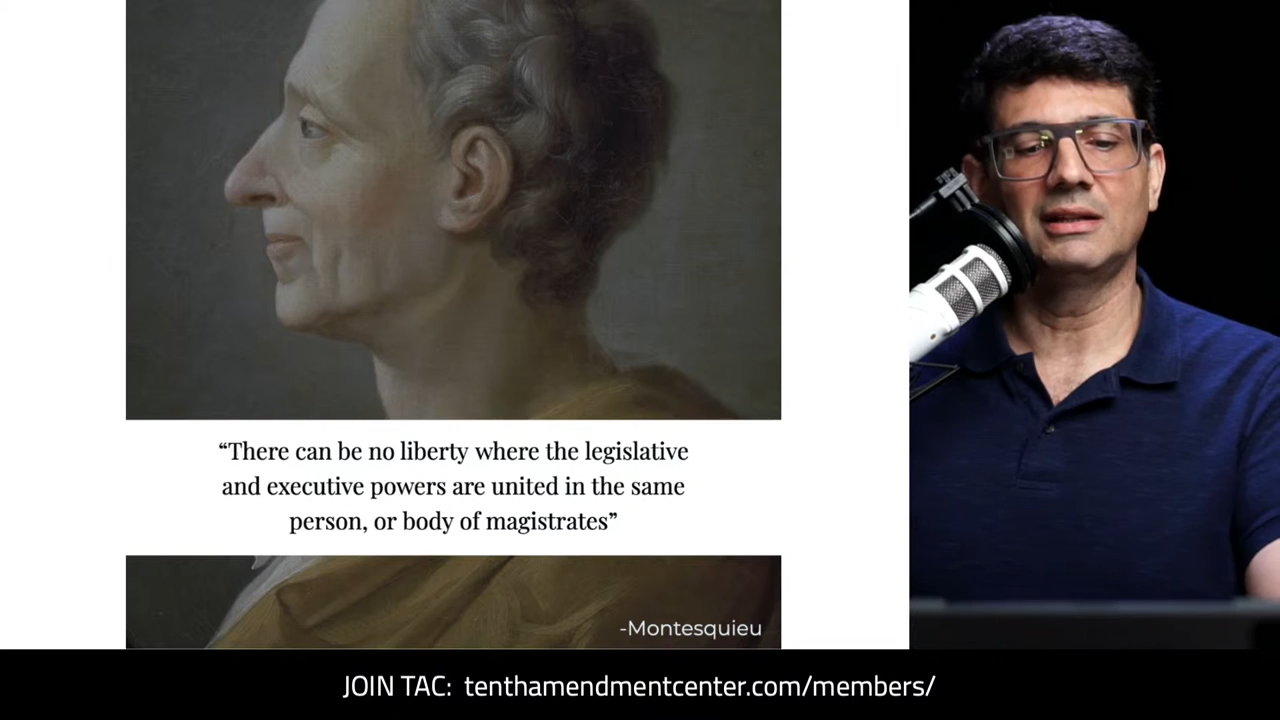 “There can be no liberty where the legislative
and executive powers are united in the same
person, or body of magistrates”
-Montesquieu
JOIN TAC: tenthamendmentcenter.com/members/